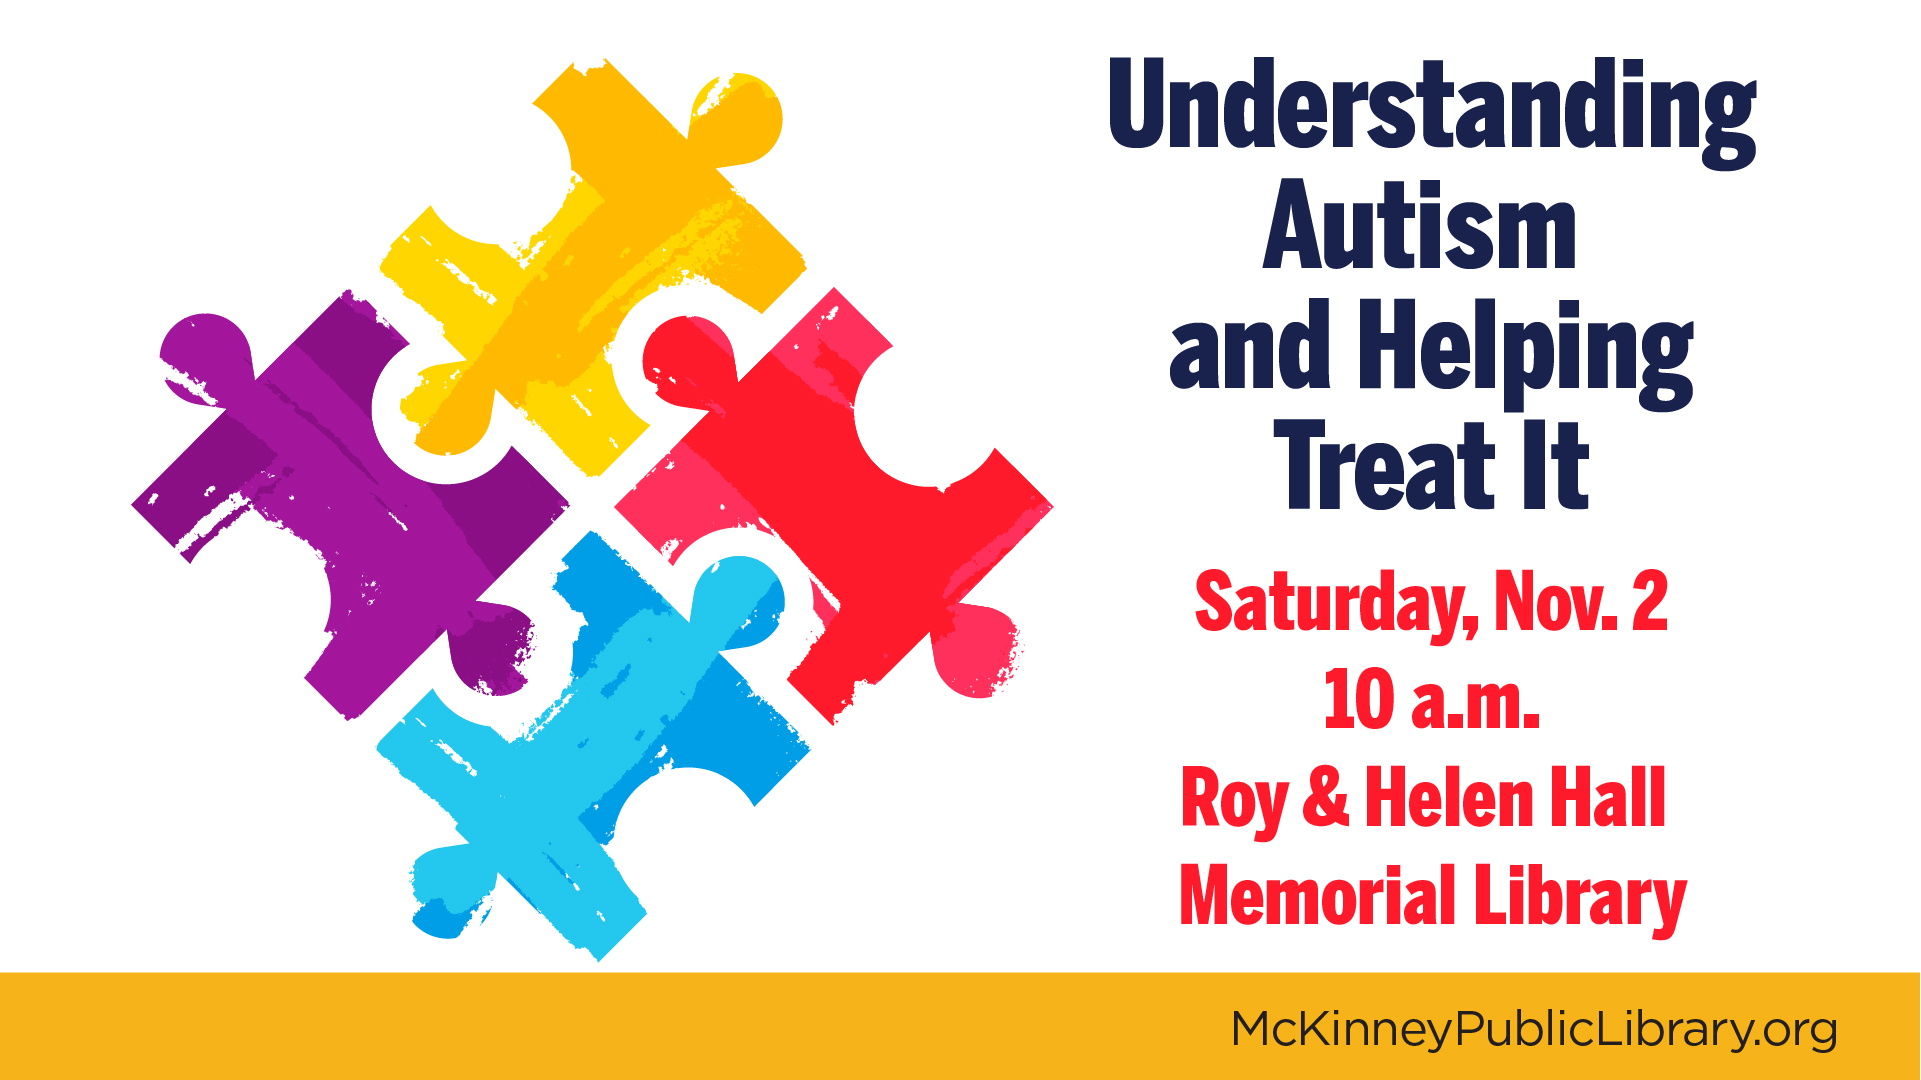 Understanding
Autism
and Helping
Treat It
Saturday, Nov. 2
10 a.m.
Roy & Helen Hall
Memorial Library
McKinneyPublicLibrary.org